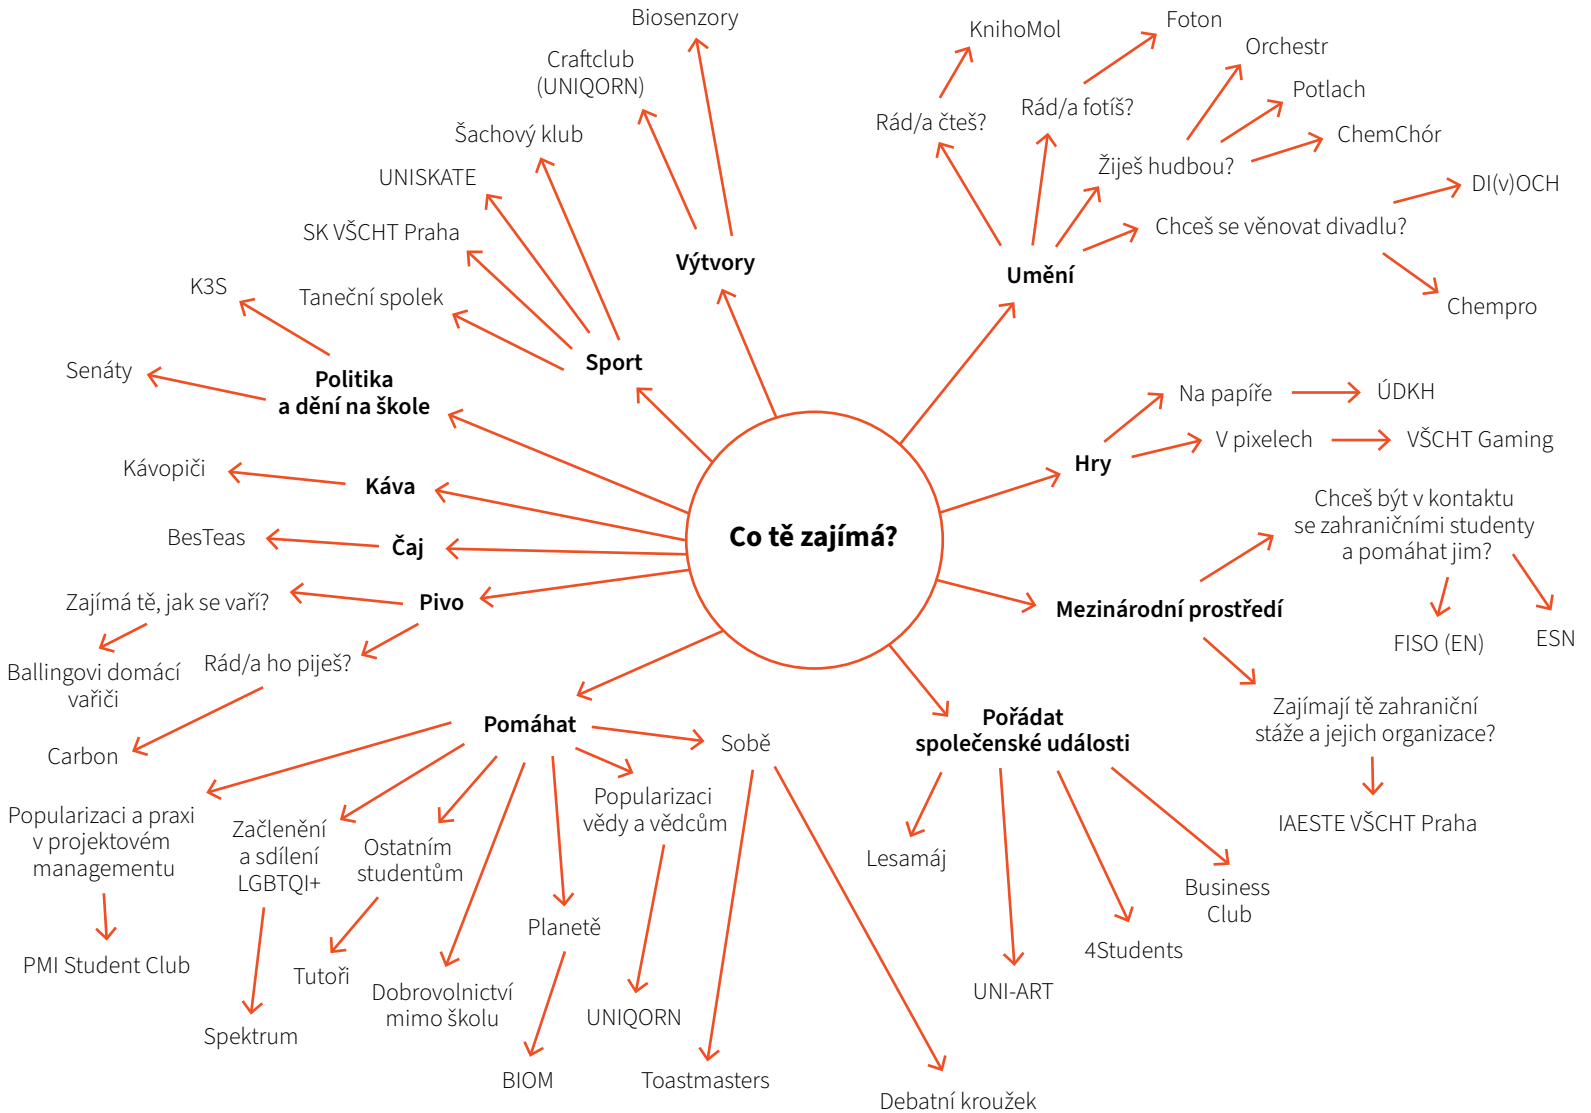 Biosenzory
Craftclub
(UNIQORN)
Šachový klub
UNISKATE
SK VŠCHT Praha
Taneční spolek
K3S
Senáty
Výtvory
Sport
Politika
a dění na škole
KnihoMol
Foton
Orchestr
Potlach
ChemChór
Rád/a čteš?
Rád/a fotíš?
Žiješ hudbou?
DI(v)OCH
Chceš se věnovat divadlu?
Chempro
Umění
Co tě zajímá?
Hry
Na papíře
ÚDKH
V pixelech
VŠCHT Gaming
Chceš být v kontaktu
se zahraničními studenty
a pomáhat jim?
Mezinárodní prostředí
FISO (EN)
ESN
Zajímají tě zahraniční
stáže a jejich organizace?
IAESTE VŠCHT Praha
Káva
Kávopiči
Čaj
BesTeas
Pivo
Zajímá tě, jak se vaří?
Ballingovi domácí
vařiči
Rád/a ho piješ?
Carbon
Pomáhat
Sobě
Popularizaci a praxi
v projektovém
managementu
PMI Student Club
Začlenění
a sdílení
LGBTQI+
Spektrum
Ostatním
studentům
Tutoři
Dobrovolnictví
mimo školu
Planetě
BIOM
Popularizaci
vědy a vědcům
UNIQORN
Toastmasters
Debatní kroužek
Pořádat
společenské události
Lesamáj
UNI-ART
4Students
Business
Club